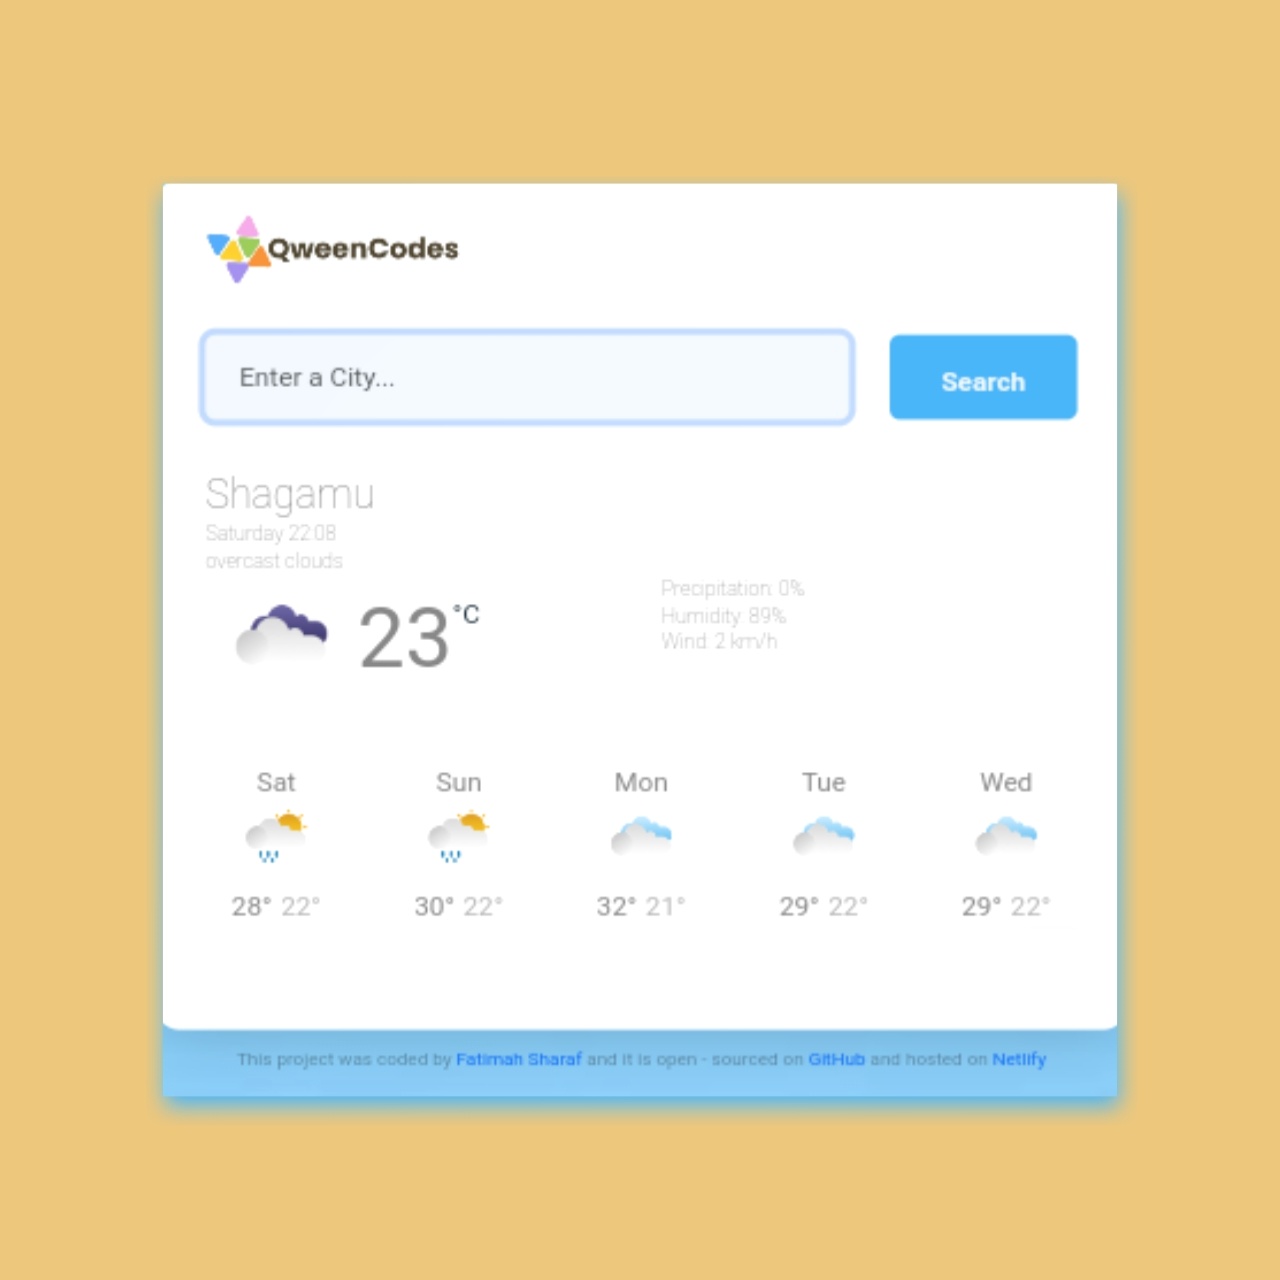 QweenCodes
Enter a City...
Search
Shagamu
Saturday 22:08
overcast clouds
23 °C
Precipitation: 0%
Humidity: 89%
Wind: 2 km/h
Sat Sun Mon Tue Wed
28° 22° 30° 22° 32° 21° 29° 22° 29° 22°
This project was coded by Fatimah Sharaf and it is open - sourced on GitHub and hosted on Netlify